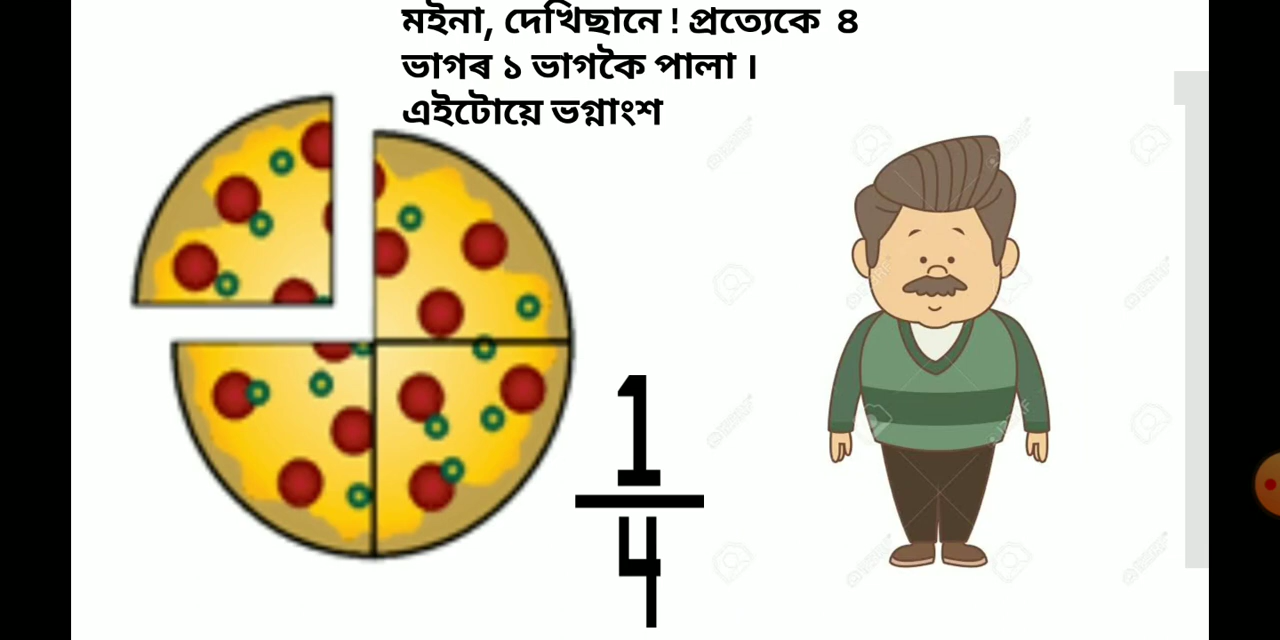 মইনা, দেখিছানে ! প্ৰত্যেকে ৪
ভাগৰ ১ ভাগকৈ পালা ।
এইটোয়ে ভগ্নাংশ
1
4